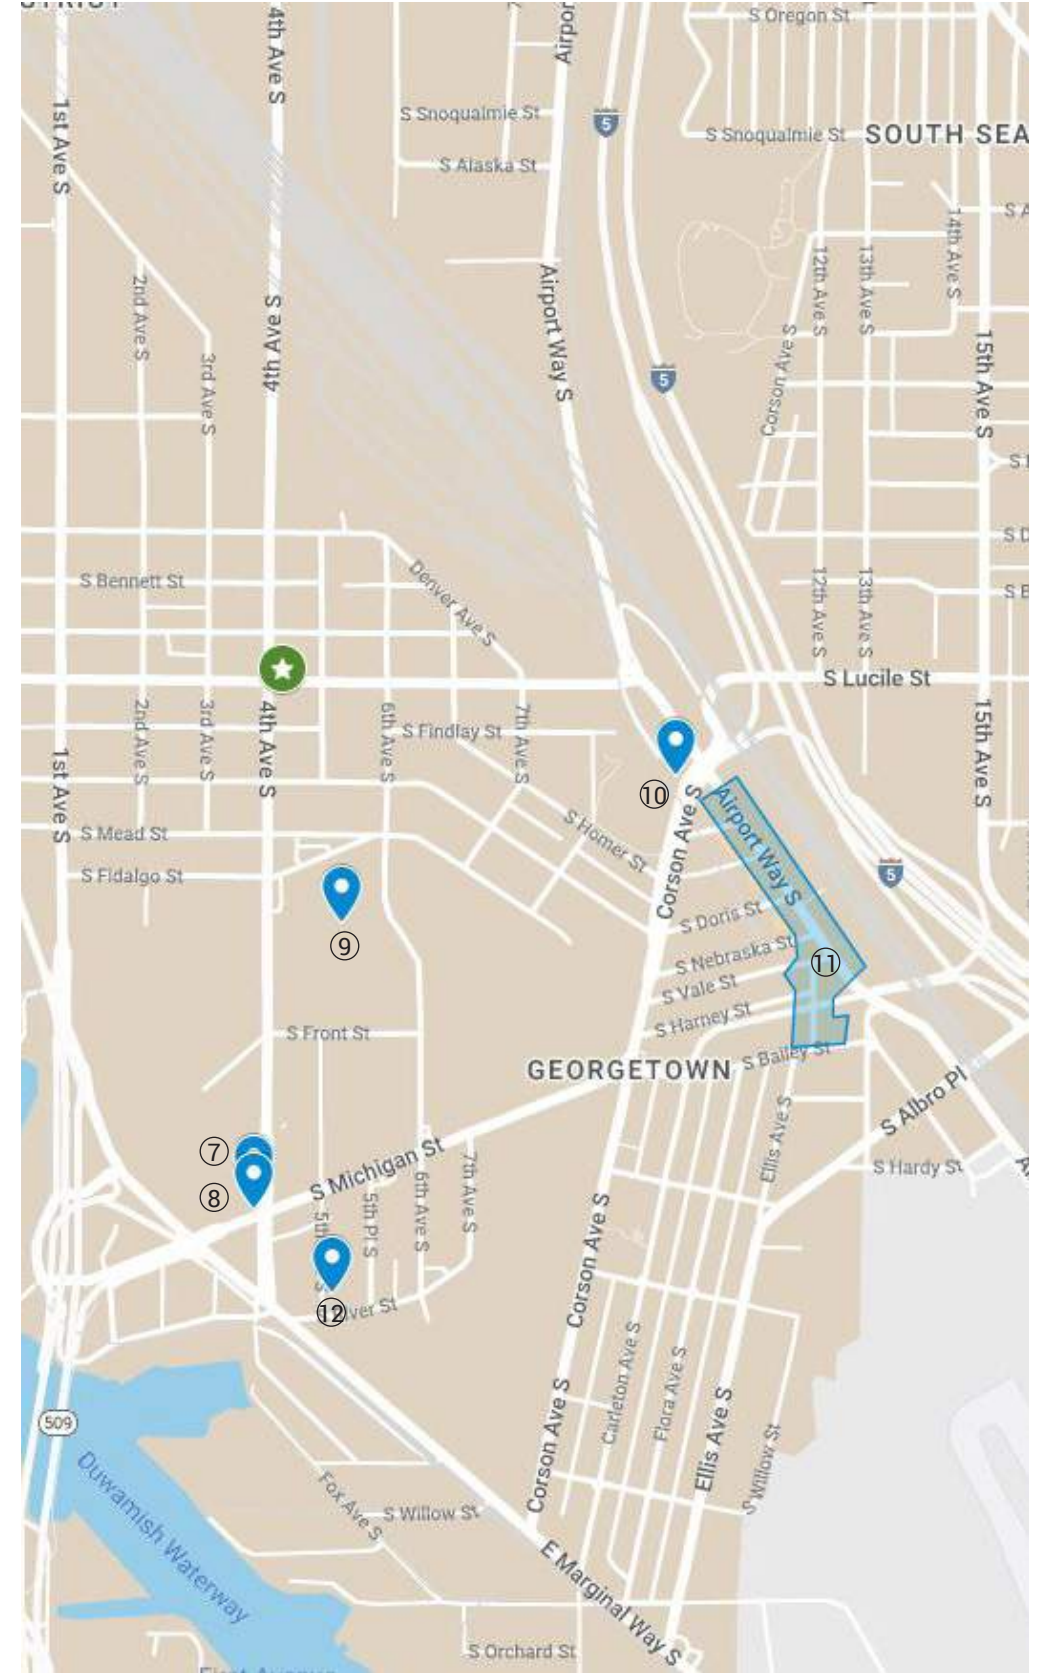 S Oregon St
4th Ave S
Airpo
5
S Snoqualmie St
S Snoqualmie St
SOUTH SEA
1st Ave S
S Alaska St
S A
14th Ave S
2nd Ave S
12th Ave S
13th Ave S
4th Ave S
Airport Way S
3rd Ave S
5
Corson Ave S
15th Ave S
S D
S Bennett St
Denver Ave S
12th Ave S
13th Ave S
S Lucile St
2nd Ave S
3rd Ave S
4th Ave S
6th Ave S
S Findlay St
7th Ave S
15th Ave S
1st Ave S
⑩
Airport Way S
S Mead St
S Homer St
Corson Ave S
S Fidalgo St
5
S Doris St
⑨
S Nebraska St
⑪
S Vale St
S Harney St
S Front St
GEORGETOWN
S Bailey St
S Albro Pl
Ellis Ave S
⑦
S Michigan St
S Hardy St
⑧
5th
5th Pl S
6th Ave S
7th Ave S
Corson Ave S
⑫
Carleton Ave S
Flora Ave S
Ellis Ave S
Corson Ave S
509
Duwamish Waterway
Fox Ave S
S Willow St
S Willow St
E Marginal Way S
S Orchard St